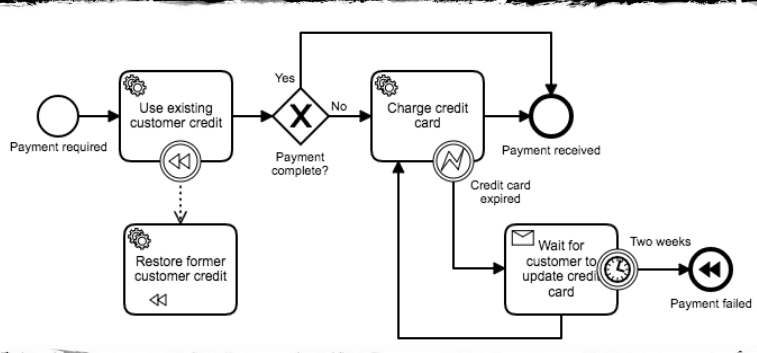 Payment required
Use existing
customer credit
Yes
No
Payment
complete?
Charge credit
card
Payment received
Credit card
expired
Restore former
customer credit
Wait for
customer to
update credit
card
Two weeks
Payment failed